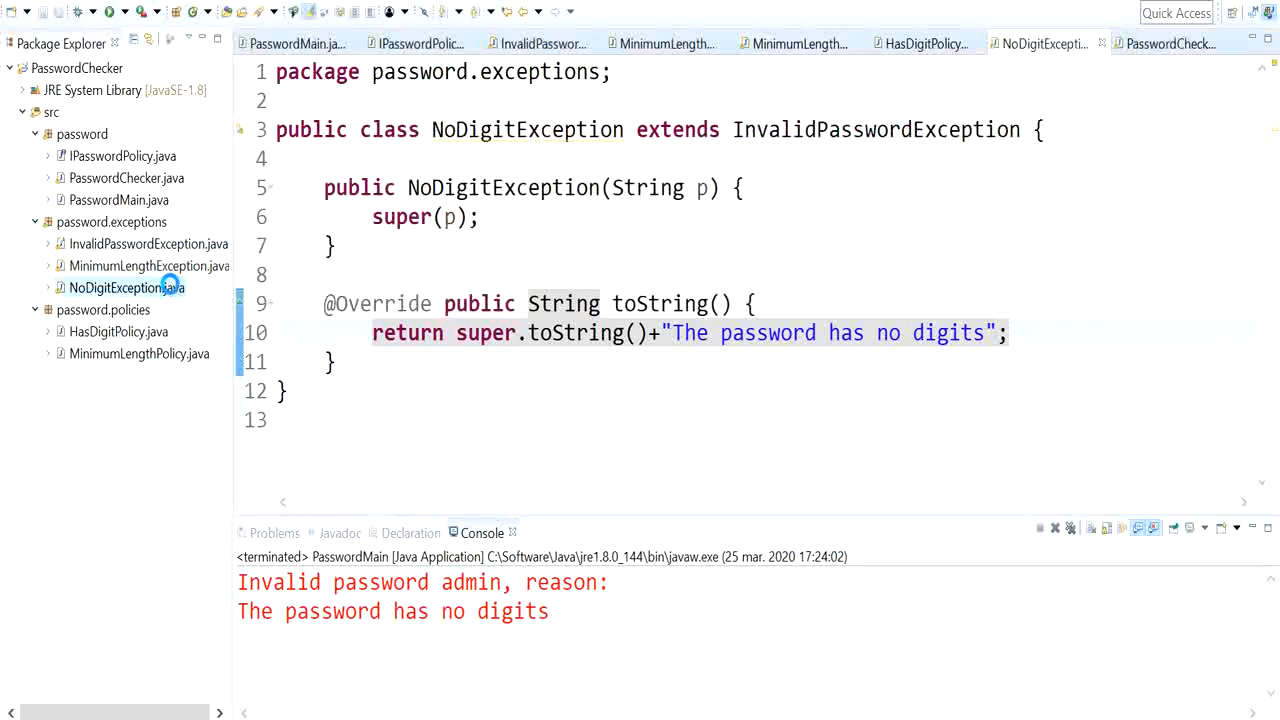 Quick Access
Package Explorer
PasswordChecker
JRE System Library [JavaSE-1.8]
src
password
IPasswordPolicy.java
PasswordChecker.java
PasswordMain.java
password.exceptions
InvalidPasswordException.java
MinimumLengthException.java
NoDigitException.java
password.policies
HasDigitPolicy.java
MinimumLengthPolicy.java
PasswordMain.ja...
IPasswordPolic...
InvalidPasswor...
MinimumLength...
MinimumLength...
HasDigitPolicy...
NoDigitExcepti...
PasswordCheck...
1 package password.exceptions;
2
3 public class NoDigitException extends InvalidPasswordException {
4
5 public NoDigitException(String p) {
6 super(p);
7 }
8
9 @Override public String toString() {
10 return super.toString()+"The password has no digits";
11 }
12 }
13
Problems
Javadoc
Declaration
Console
<terminated> PasswordMain [Java Application] C:\Software\Java\jre1.8.0_144\bin\javaw.exe (25 mar. 2020 17:24:02)
Invalid password admin, reason:
The password has no digits